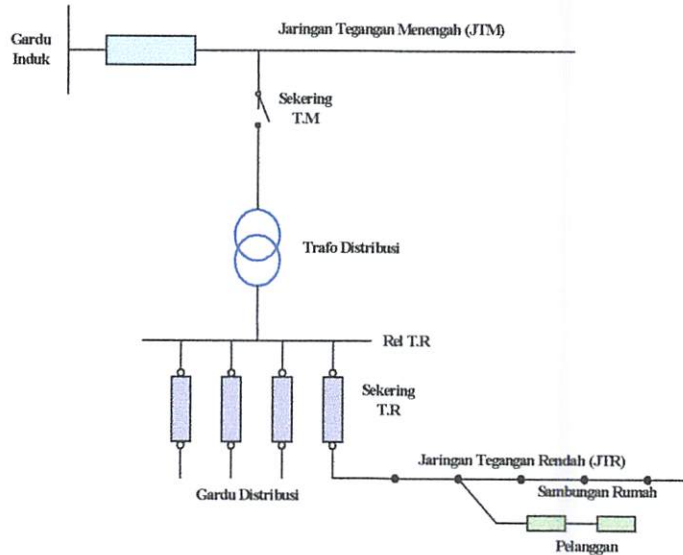 Gardu
Induk
Jaringan Tegangan Menengah (JTM)
Sekering
T.M
Trafo Distribusi
Rel T.R
Sekering
T.R
Jaringan Tegangan Rendah (JTR)
Gardu Distribusi
Sambungan Rumah
Pelanggan